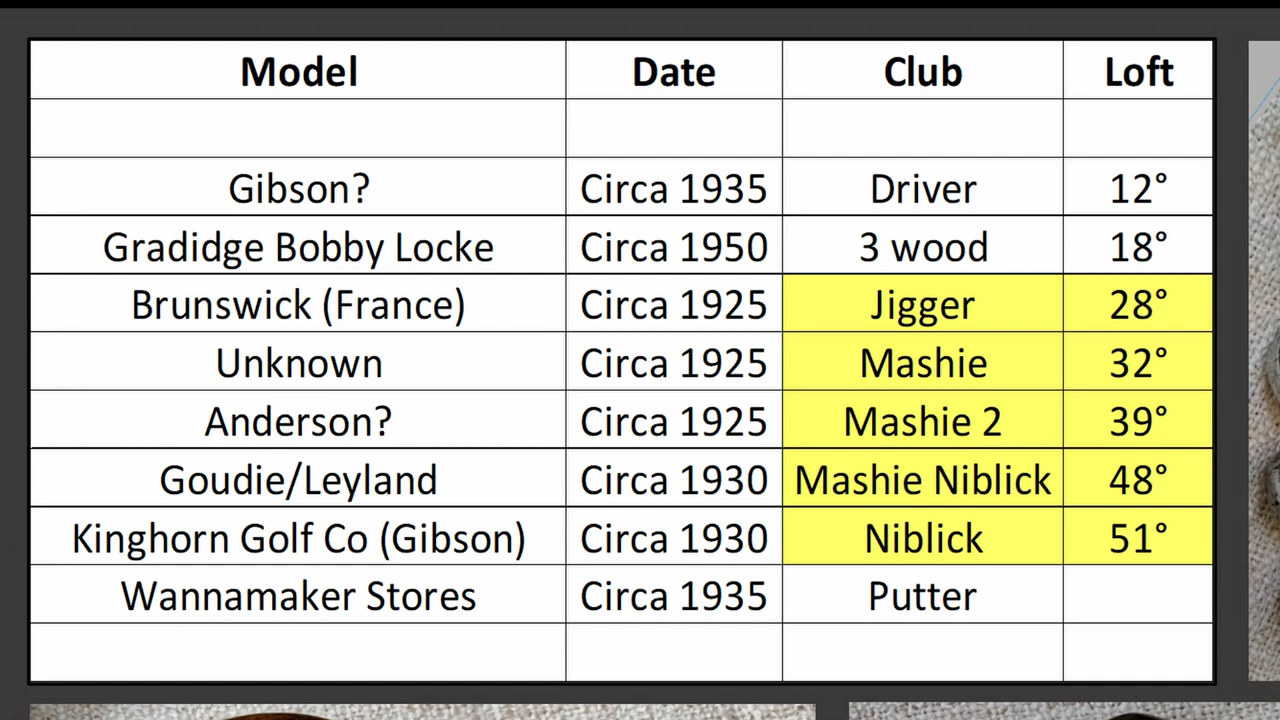 Model Date Club Loft
Gibson? Circa 1935 Driver 12°
Gradidge Bobby Locke Circa 1950 3 wood 18°
Brunswick (France) Circa 1925 Jigger 28°
Unknown Circa 1925 Mashie 32°
Anderson? Circa 1925 Mashie 2 39°
Goudie/Leyland Circa 1930 Mashie Niblick 48°
Kinghorn Golf Co (Gibson) Circa 1930 Niblick 51°
Wannamaker Stores Circa 1935 Putter